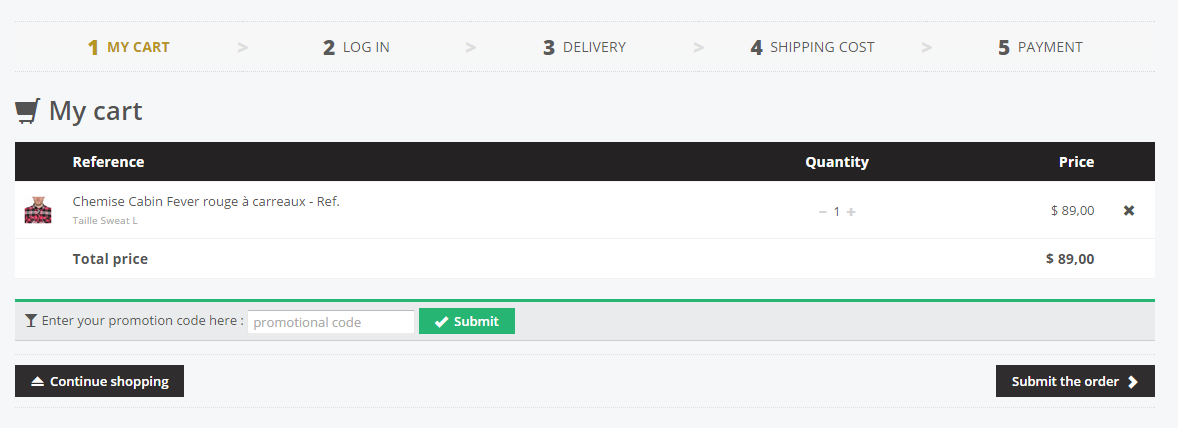 1 MY CART > 2 LOG IN > 3 DELIVERY > 4 SHIPPING COST > 5 PAYMENT
My cart
Reference Quantity Price
Chemise Cabin Fever rouge à carreaux - Ref.
Taille Sweat L
− 1 + $ 89,00 ✖
Total price $ 89,00
Enter your promotion code here : promotional code Submit
Continue shopping Submit the order